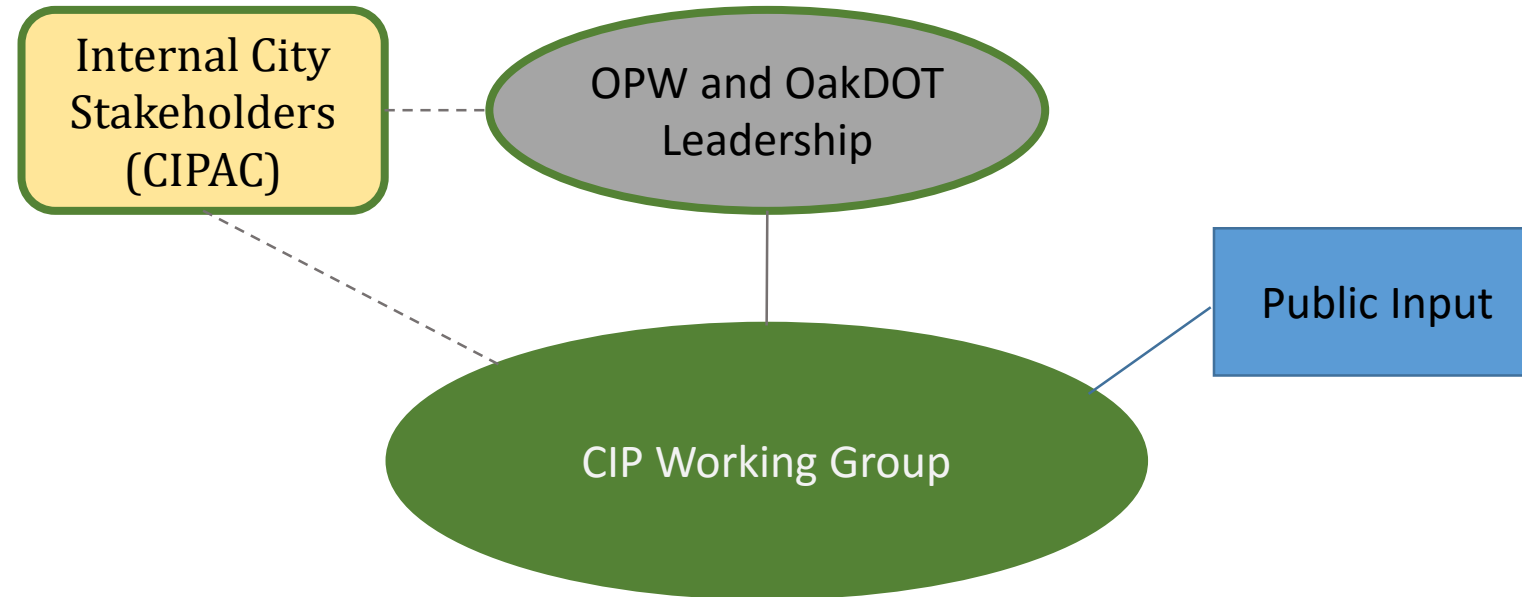 Internal City
Stakeholders
(CIPAC)
OPW and OakDOT
Leadership
Public Input
CIP Working Group